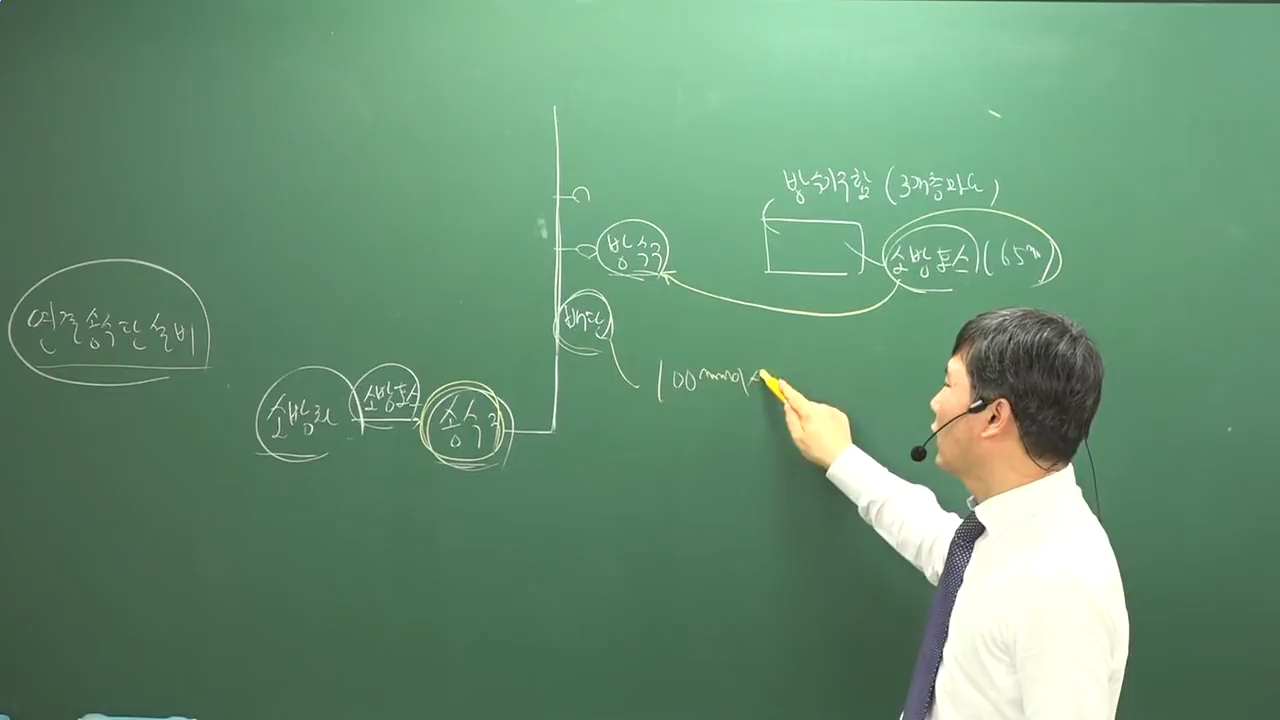 방수기구함 (3개층마다)
방수구
소방호스 (65m)
연결송수관설비
배관
100mm이
소방차
소방호스
송수구